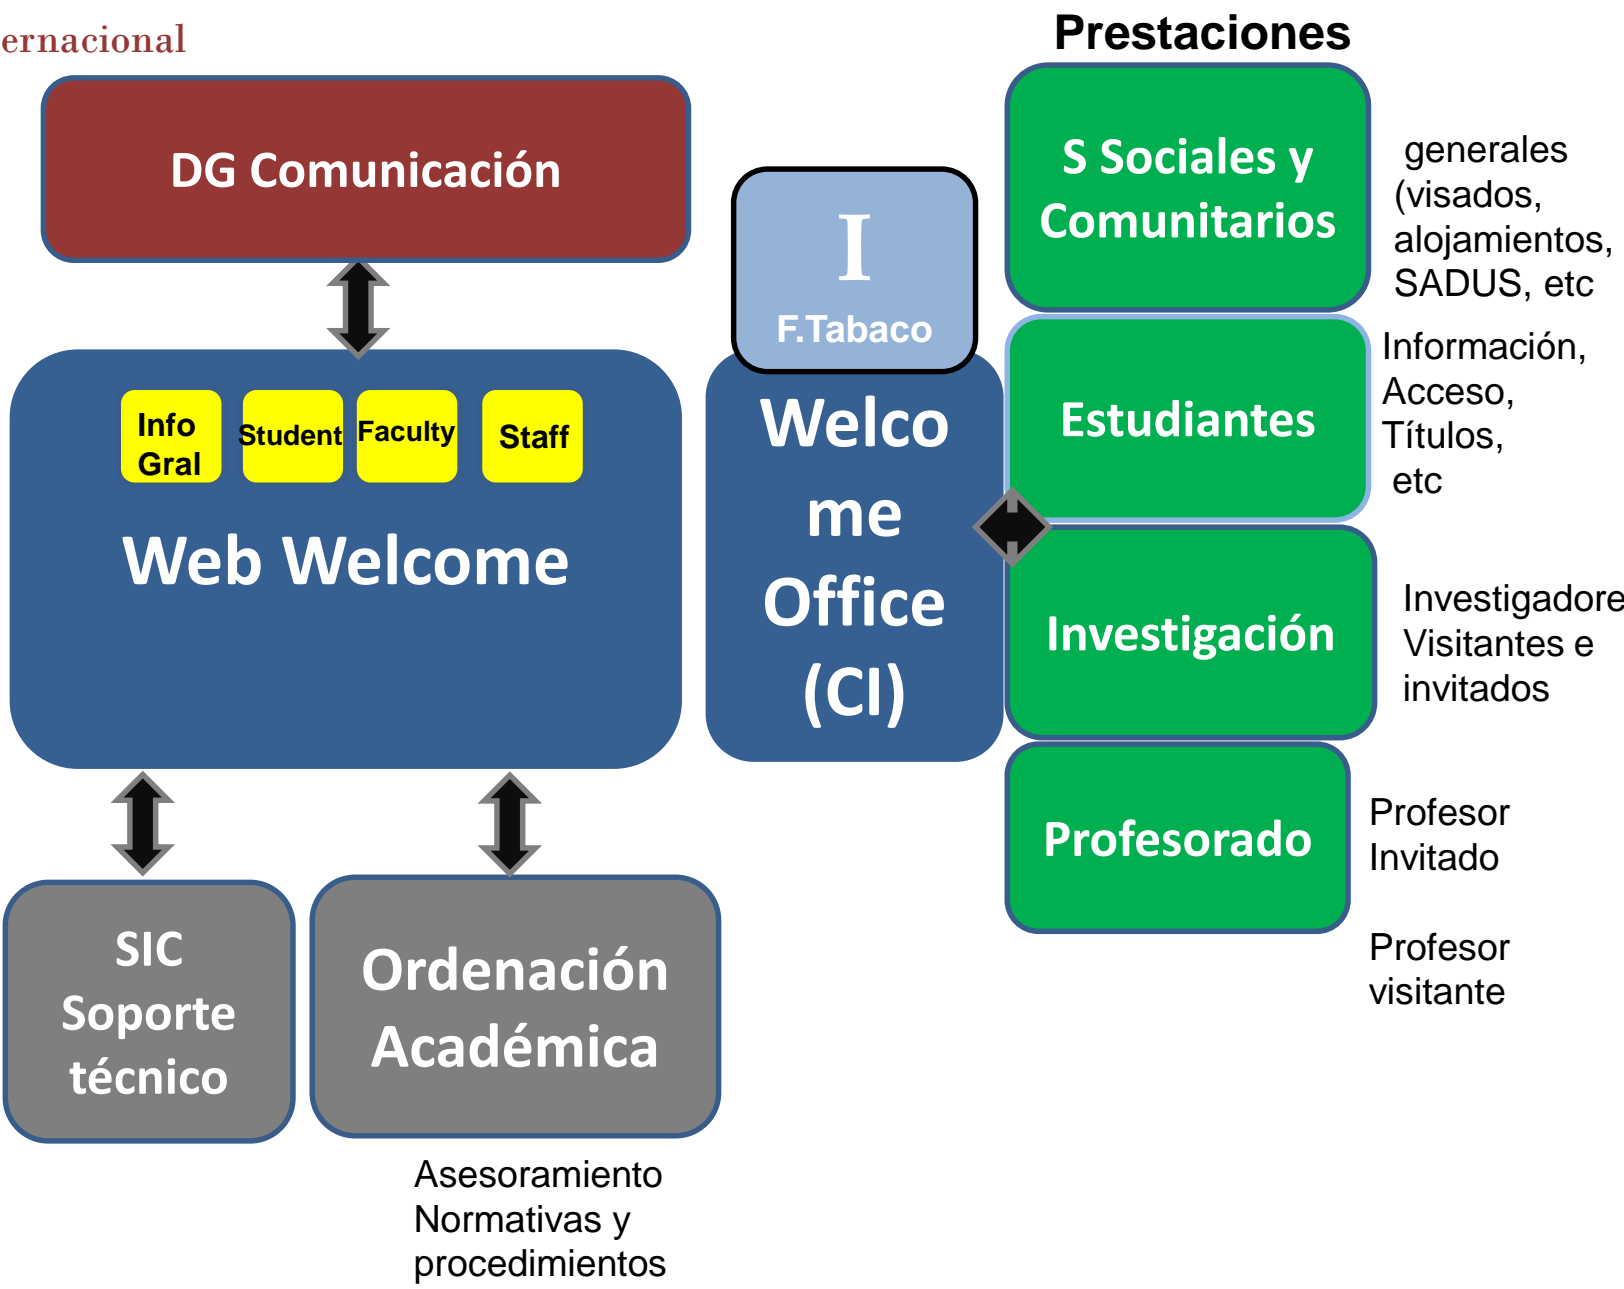 ernacional
Prestaciones
DG Comunicación
I
F.Tabaco
S Sociales y
Comunitarios
generales
(visados,
alojamientos,
SADUS, etc
Info
Gral
Student
Faculty
Staff
Web Welcome
Welco
me
Office
(CI)
Estudiantes
Información,
Acceso,
Títulos,
etc
Investigación
Investigadore
Visitantes e
invitados
Profesorado
Profesor
Invitado
Profesor
visitante
SIC
Soporte
técnico
Ordenación
Académica
Asesoramiento
Normativas y
procedimientos